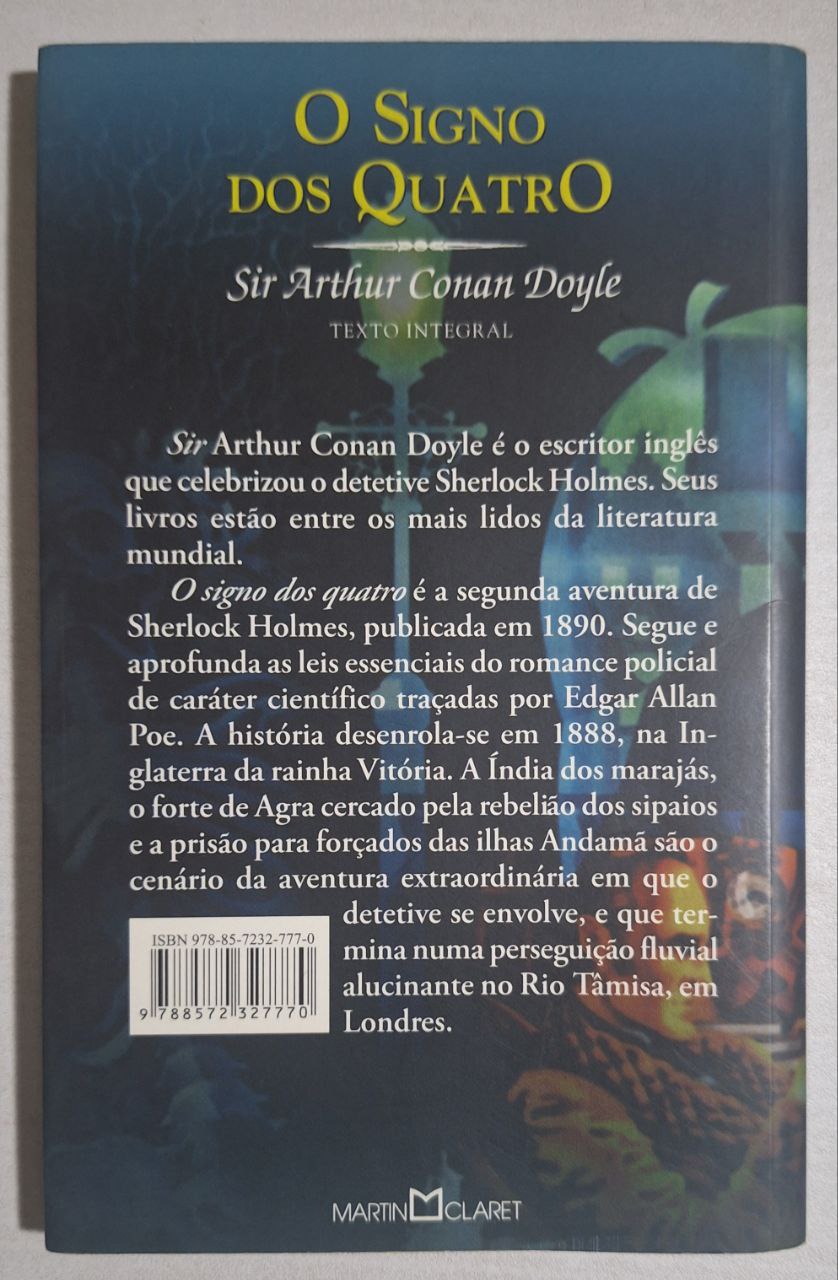 O SIGNO
DOS QUATRO
Sir Arthur Conan Doyle
TEXTO INTEGRAL
Sir Arthur Conan Doyle é o escritor inglês
que celebrizou o detetive Sherlock Holmes. Seus
livros estão entre os mais lidos da literatura
mundial.
O signo dos quatro é a segunda aventura de
Sherlock Holmes, publicada em 1890. Segue e
aprofunda as leis essenciais do romance policial
de caráter científico traçadas por Edgar Allan
Poe. A história desenrola-se em 1888, na In-
glaterra da rainha Vitória. A Índia dos marajás,
o forte de Agra cercado pela rebelião dos sipaios
e a prisão para forçados das ilhas Andamã são o
cenário da aventura extraordinária em que o
detetive se envolve, e que ter-
mina numa perseguição fluvial
alucinante no Rio Tâmisa, em
Londres.
ISBN 978-85-7232-777-0
9 788572 327770
MARTIN CLARET